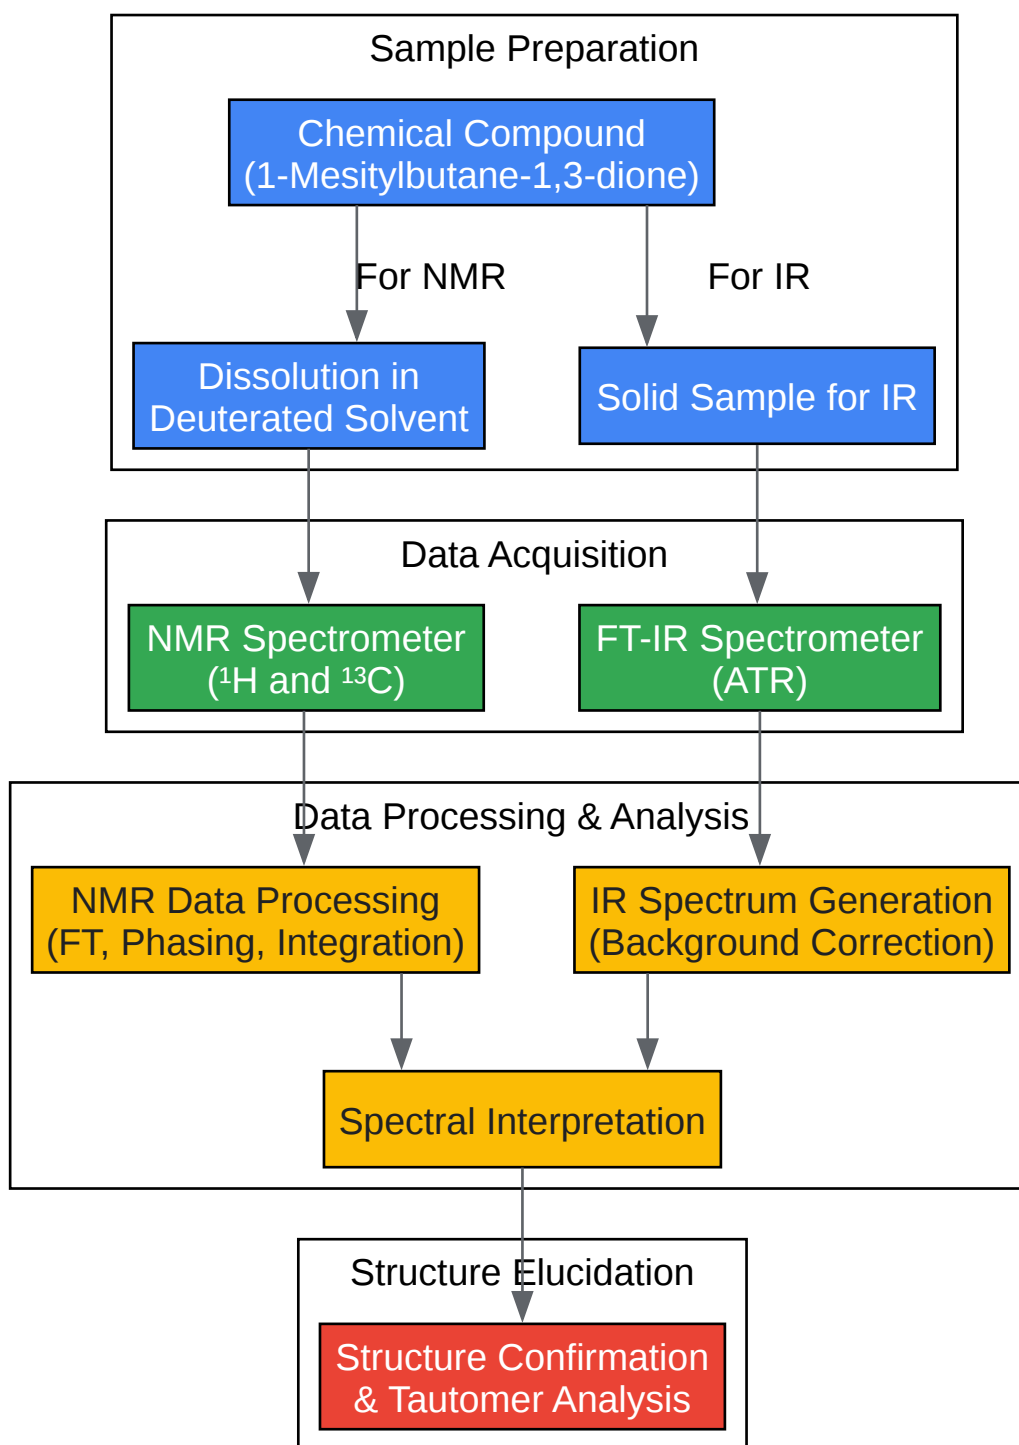 Sample Preparation
Chemical Compound
(1-Mesitylbutane-1,3-dione)
For NMR
For IR
Dissolution in
Deuterated Solvent
Solid Sample for IR
Data Acquisition
NMR Spectrometer
(¹H and ¹³C)
FT-IR Spectrometer
(ATR)
Data Processing & Analysis
NMR Data Processing
(FT, Phasing, Integration)
IR Spectrum Generation
(Background Correction)
Spectral Interpretation
Structure Elucidation
Structure Confirmation
& Tautomer Analysis